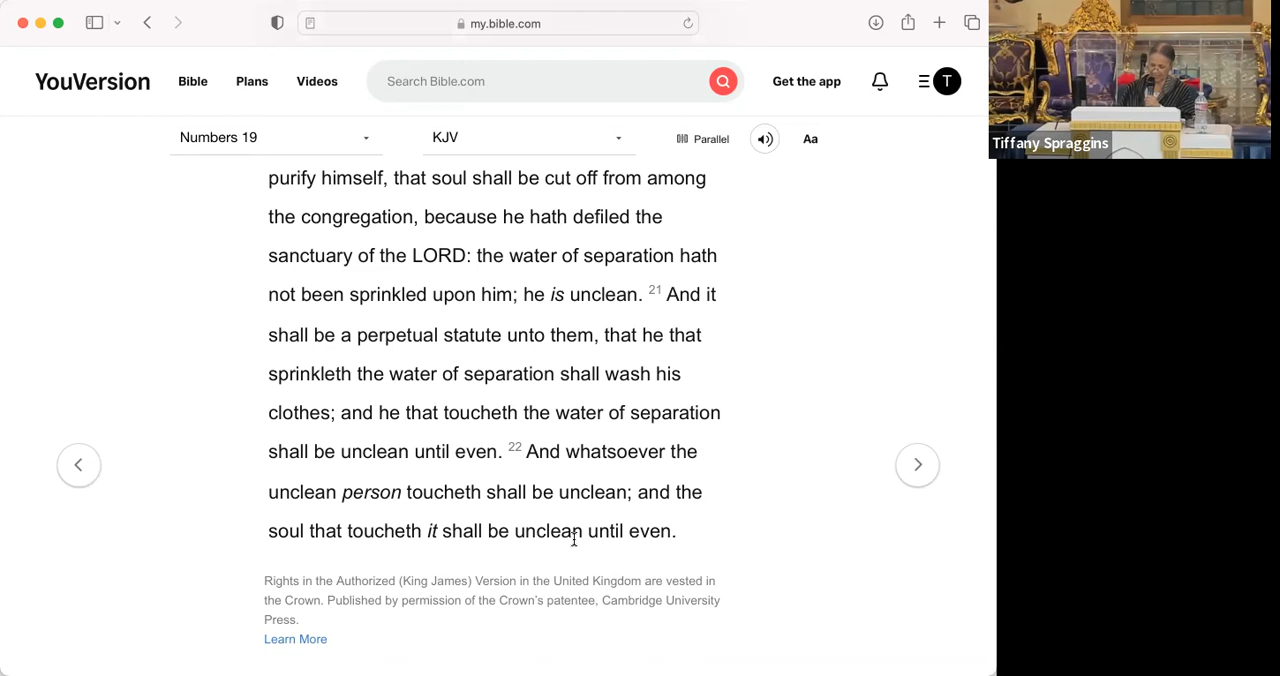 my.bible.com
YouVersion Bible Plans Videos Search Bible.com Get the app T
Numbers 19 KJV Parallel Aa
Tiffany Spraggins
purify himself, that soul shall be cut off from among
the congregation, because he hath defiled the
sanctuary of the LORD: the water of separation hath
not been sprinkled upon him; he is unclean. 21 And it
shall be a perpetual statute unto them, that he that
sprinkleth the water of separation shall wash his
clothes; and he that toucheth the water of separation
shall be unclean until even. 22 And whatsoever the
unclean person toucheth shall be unclean; and the
soul that toucheth it shall be unclean until even.
Rights in the Authorized (King James) Version in the United Kingdom are vested in
the Crown. Published by permission of the Crown’s patentee, Cambridge University
Press.
Learn More